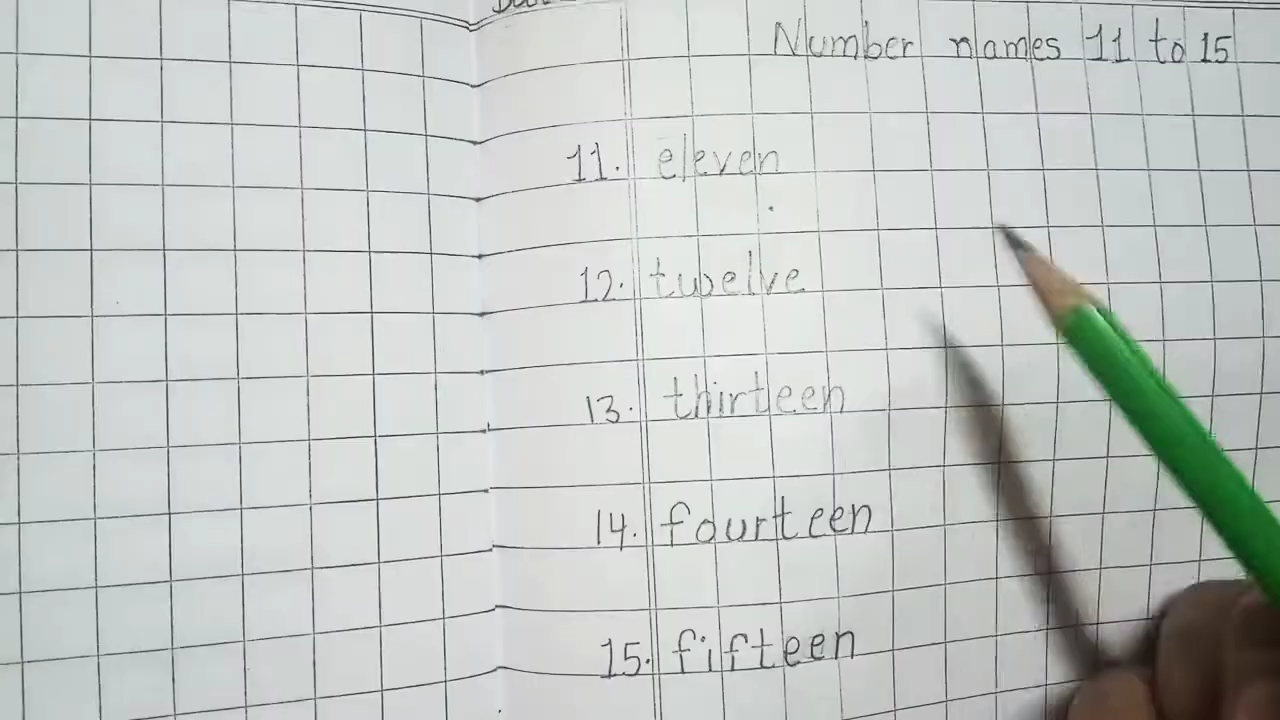 Number names 11 to 15
11. eleven
12. twelve
13. thirteen
14. fourteen
15. fifteen